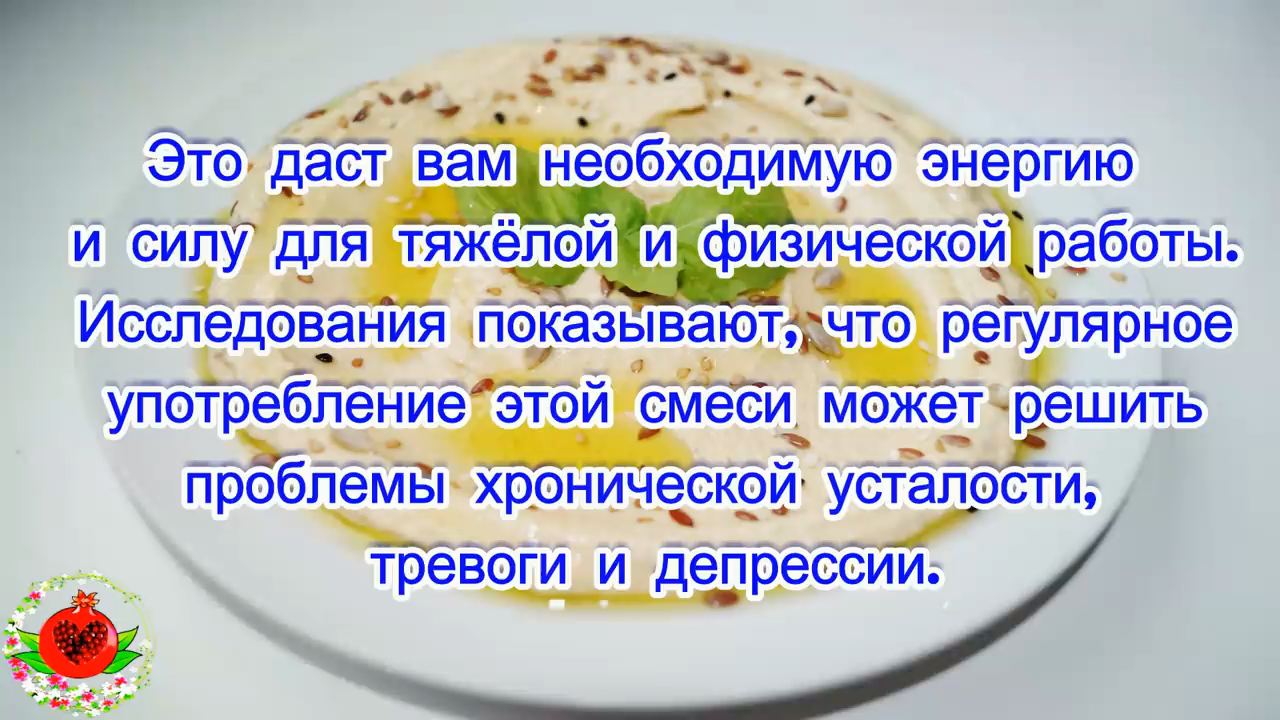 Это даст вам необходимую энергию
и силу для тяжёлой и физической работы.
Исследования показывают, что регулярное
употребление этой смеси может решить
проблемы хронической усталости,
тревоги и депрессии.